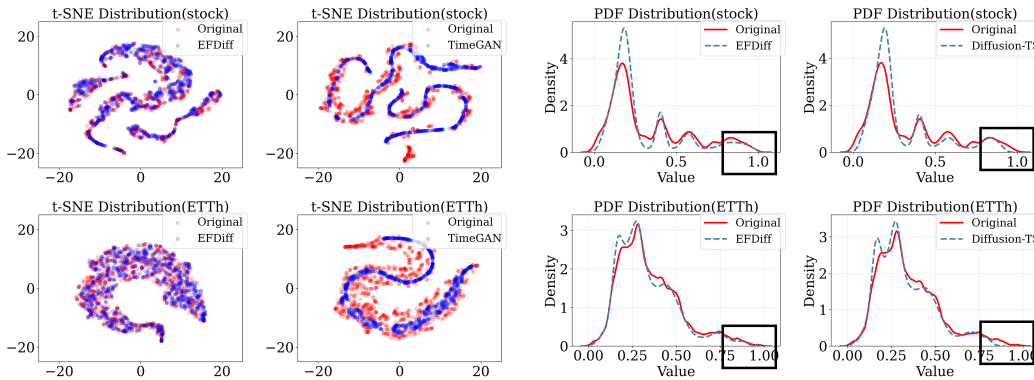 t-SNE Distribution(stock)
20
0
−20
−20
0
20
Original
EFDiff
t-SNE Distribution(stock)
20
0
−20
−20
0
20
Original
TimeGAN
PDF Distribution(stock)
Density
4
2
0
0.0
0.5
1.0
Value
Original
EFDiff
PDF Distribution(stock)
Density
4
2
0
0.0
0.5
1.0
Value
Original
Diffusion-TS
t-SNE Distribution(ETTh)
20
0
−20
−20
0
20
Original
EFDiff
t-SNE Distribution(ETTh)
20
0
−20
−20
0
20
Original
TimeGAN
PDF Distribution(ETTh)
Density
3
2
1
0
0.00
0.25
0.50
0.75
1.00
Value
Original
EFDiff
PDF Distribution(ETTh)
Density
3
2
1
0
0.00
0.25
0.50
0.75
1.00
Value
Original
Diffusion-TS